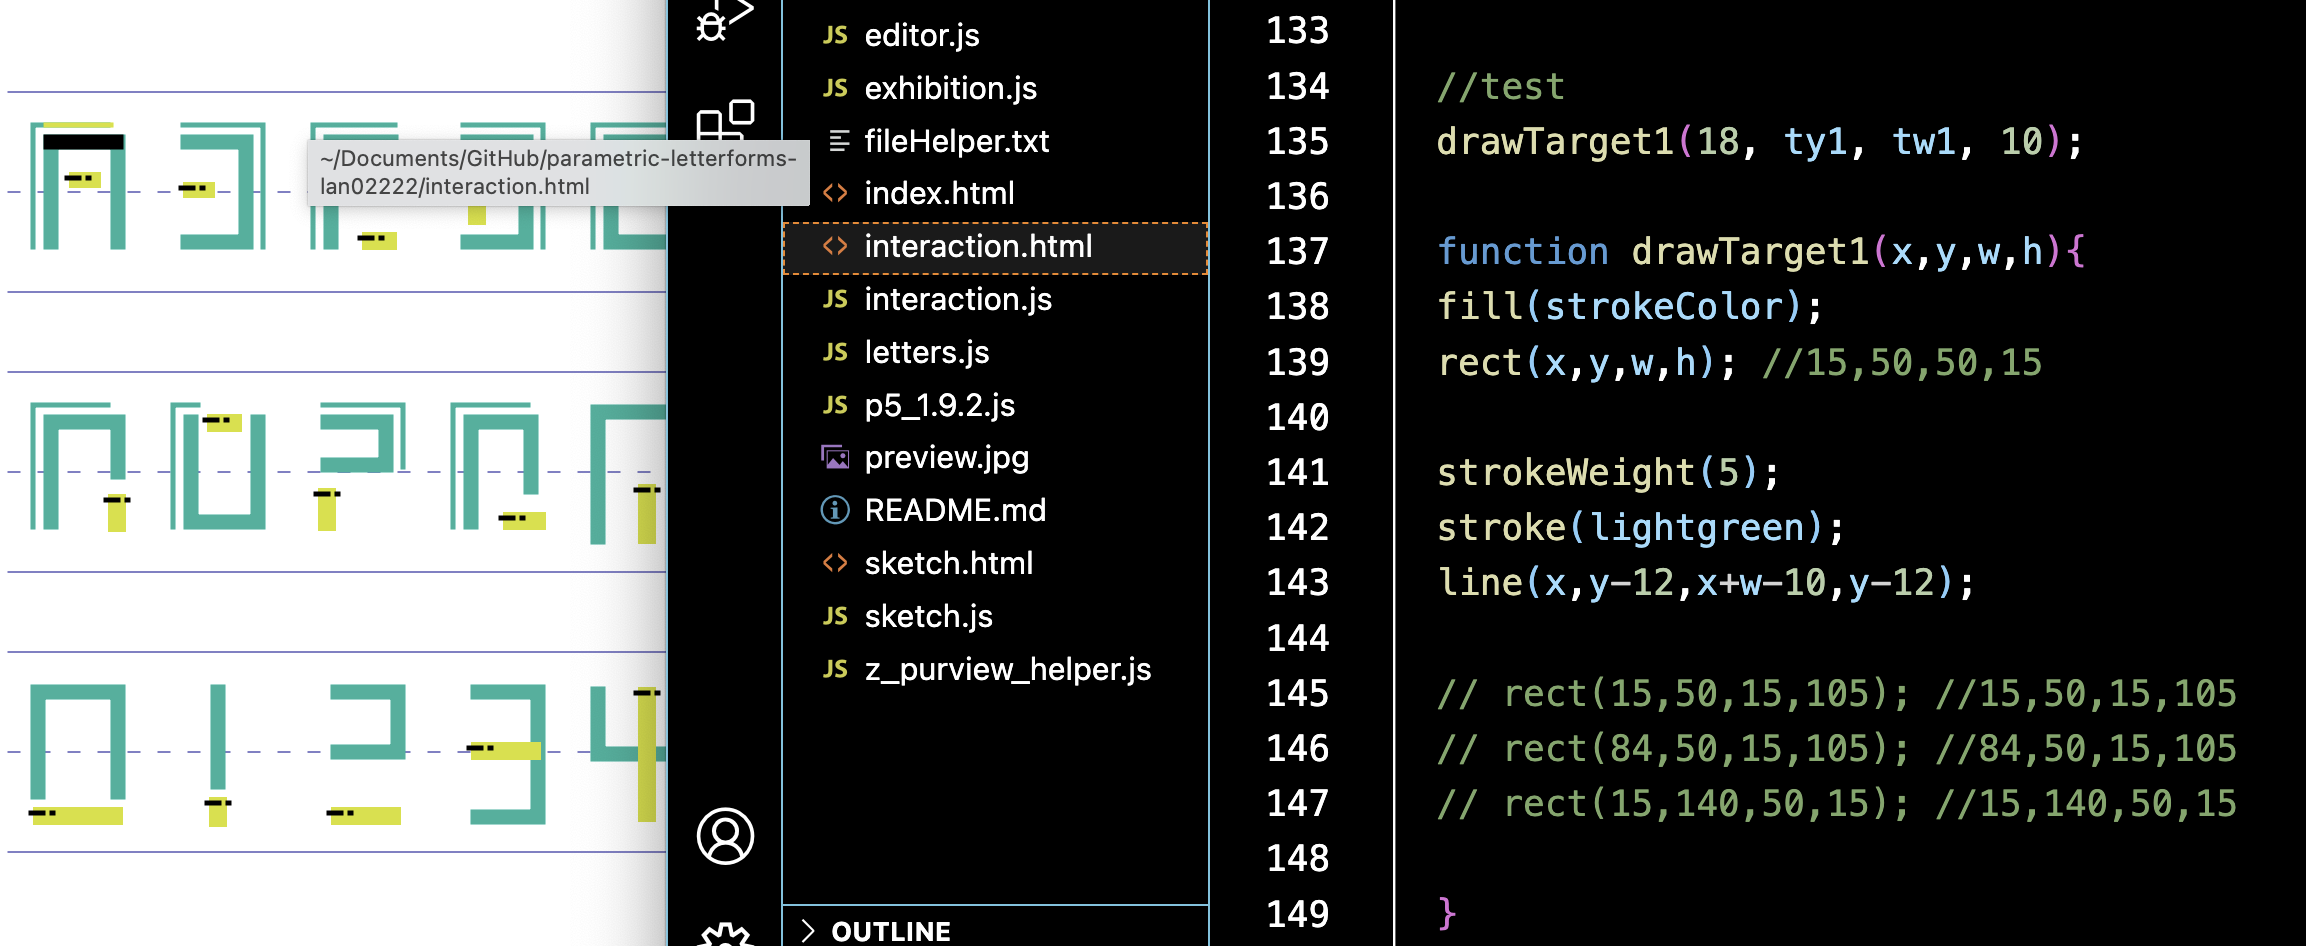 ~/Documents/GitHub/parametric-letterforms-
lan02222/interaction.html
JS editor.js
JS exhibition.js
fileHelper.txt
<> index.html
<> interaction.html
JS interaction.js
JS letters.js
JS p5_1.9.2.js
preview.jpg
README.md
<> sketch.html
JS sketch.js
JS z_purview_helper.js
OUTLINE
133
134 //test
135 drawTarget1(18, ty1, tw1, 10);
136
137 function drawTarget1(x,y,w,h){
138 fill(strokeColor);
139 rect(x,y,w,h); //15,50,50,15
140
141 strokeWeight(5);
142 stroke(lightgreen);
143 line(x,y-12,x+w-10,y-12);
144
145 // rect(15,50,15,105); //15,50,15,105
146 // rect(84,50,15,105); //84,50,15,105
147 // rect(15,140,50,15); //15,140,50,15
148
149 }